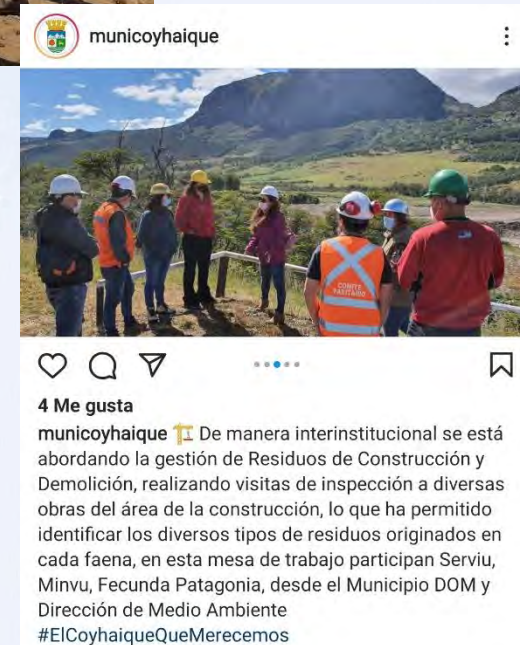 municoyhaique
COMITE
PARITARIO
4 Me gusta
municoyhaique 🏗️ De manera interinstitucional se está
abordando la gestión de Residuos de Construcción y
Demolición, realizando visitas de inspección a diversas
obras del área de la construcción, lo que ha permitido
identificar los diversos tipos de residuos originados en
cada faena, en esta mesa de trabajo participan Serviu,
Minvu, Fecunda Patagonia, desde el Municipio DOM y
Dirección de Medio Ambiente
#ElCoyhaiqueQueMerecemos